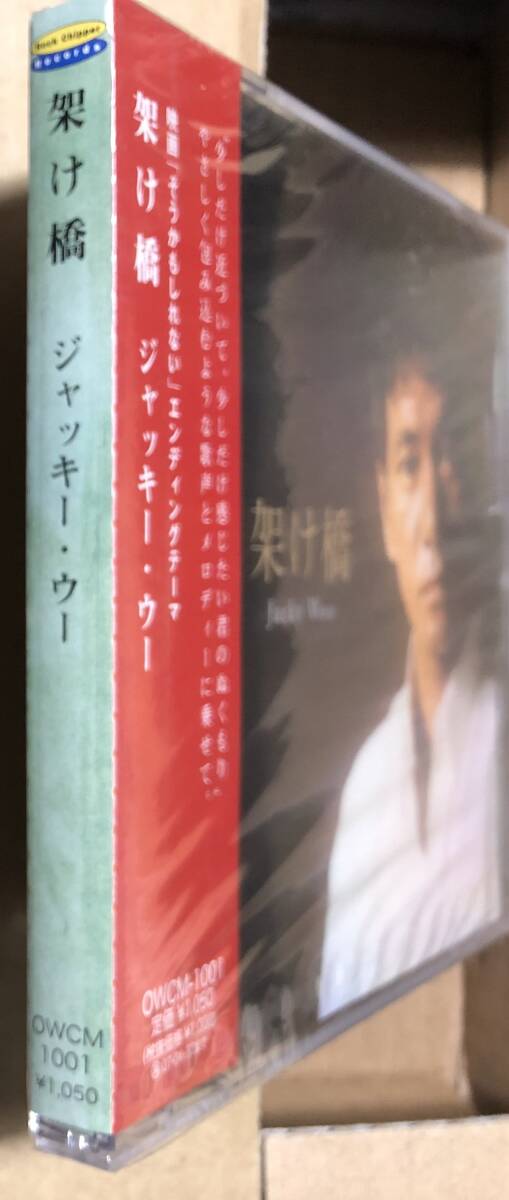 Rock Chipper
Records
架け橋
ジャッキー・ウー
OWCM
1001
¥1,050
架け橋
ジャッキー・ウー
映画「そうかもしれない」エンディングテーマ
少しだけ近づいて、少しだけ感じたい君のぬくもり、
やさしく包み込むような歌声とメロディーに乗せて、
OWCM-1001
定価 ¥1,050
架け橋
Jacky Woo